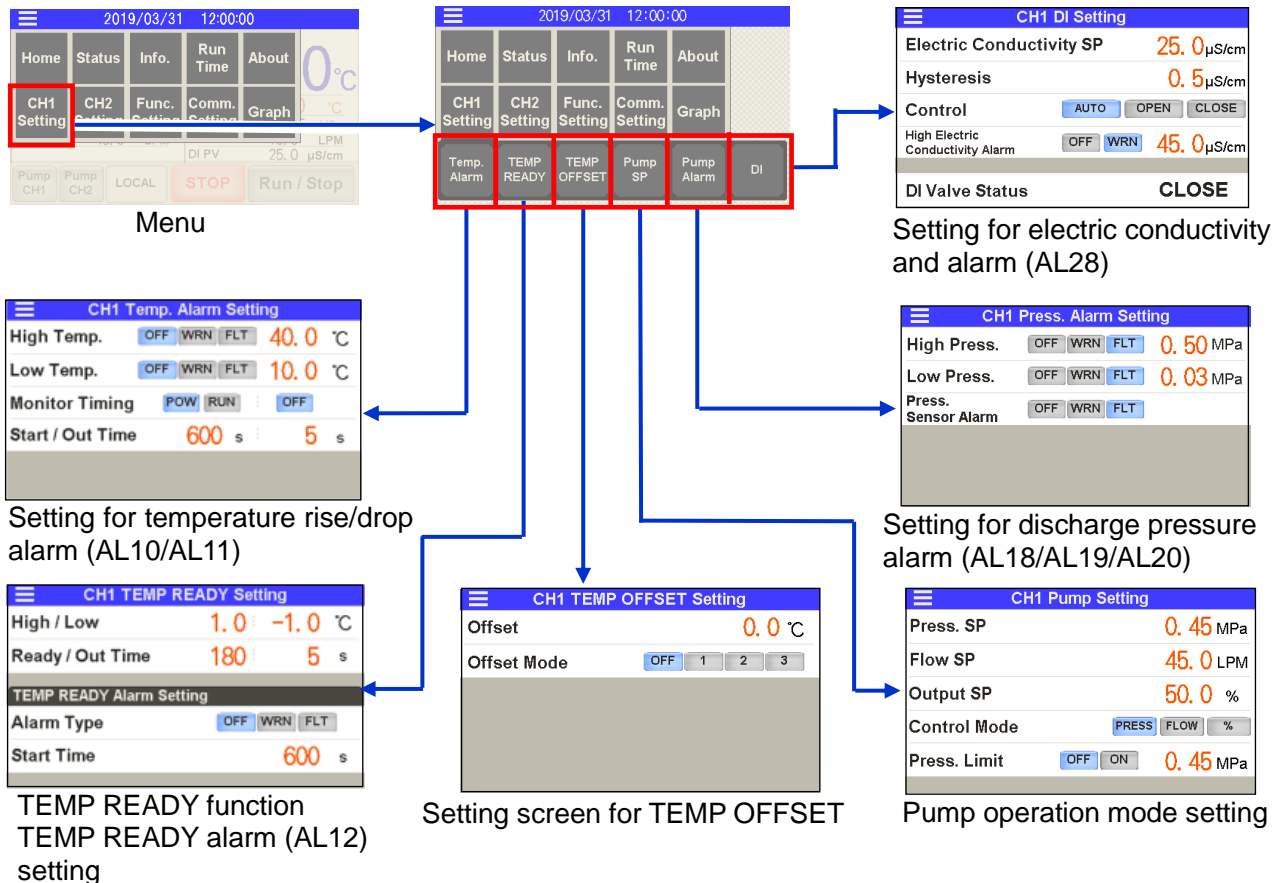 2019/03/31 12:00:00
Home Status Info. Run Time About
CH1 Setting CH2 Setting Func. Setting Comm. Setting Graph
0℃
℃
LPM LPM
DI PV 25.0 µS/cm
Pump CH1 Pump CH2 LOCAL STOP Run / Stop
Menu
2019/03/31 12:00:00
Home Status Info. Run Time About
CH1 Setting CH2 Setting Func. Setting Comm. Setting Graph
Temp. Alarm TEMP READY TEMP OFFSET Pump SP Pump Alarm DI
CH1 DI Setting
Electric Conductivity SP 25.0 µS/cm
Hysteresis 0.5 µS/cm
Control AUTO OPEN CLOSE
High Electric
Conductivity Alarm OFF WRN 45.0 µS/cm
DI Valve Status CLOSE
Setting for electric conductivity
and alarm (AL28)
CH1 Temp. Alarm Setting
High Temp. OFF WRN FLT 40.0 ℃
Low Temp. OFF WRN FLT 10.0 ℃
Monitor Timing POW RUN OFF
Start / Out Time 600 s 5 s
Setting for temperature rise/drop
alarm (AL10/AL11)
CH1 Press. Alarm Setting
High Press. OFF WRN FLT 0.50 MPa
Low Press. OFF WRN FLT 0.03 MPa
Press.
Sensor Alarm OFF WRN FLT
Setting for discharge pressure
alarm (AL18/AL19/AL20)
CH1 TEMP READY Setting
High / Low 1.0 -1.0 ℃
Ready / Out Time 180 5 s
TEMP READY Alarm Setting
Alarm Type OFF WRN FLT
Start Time 600 s
TEMP READY function
TEMP READY alarm (AL12)
setting
CH1 TEMP OFFSET Setting
Offset 0.0 ℃
Offset Mode OFF 1 2 3
Setting screen for TEMP OFFSET
CH1 Pump Setting
Press. SP 0.45 MPa
Flow SP 45.0 LPM
Output SP 50.0 %
Control Mode PRESS FLOW %
Press. Limit OFF ON 0.45 MPa
Pump operation mode setting